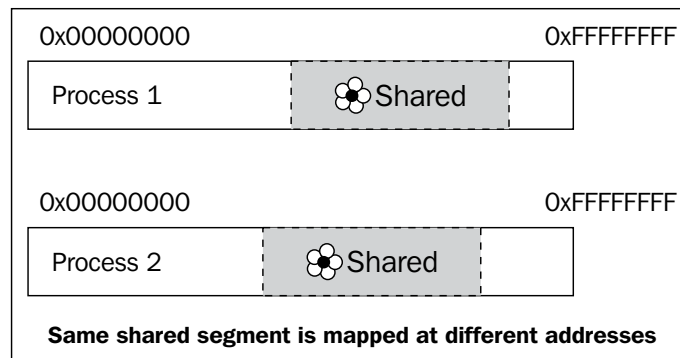 0x00000000 0xFFFFFFFF
Process 1 Shared
0x00000000 0xFFFFFFFF
Process 2 Shared
Same shared segment is mapped at different addresses